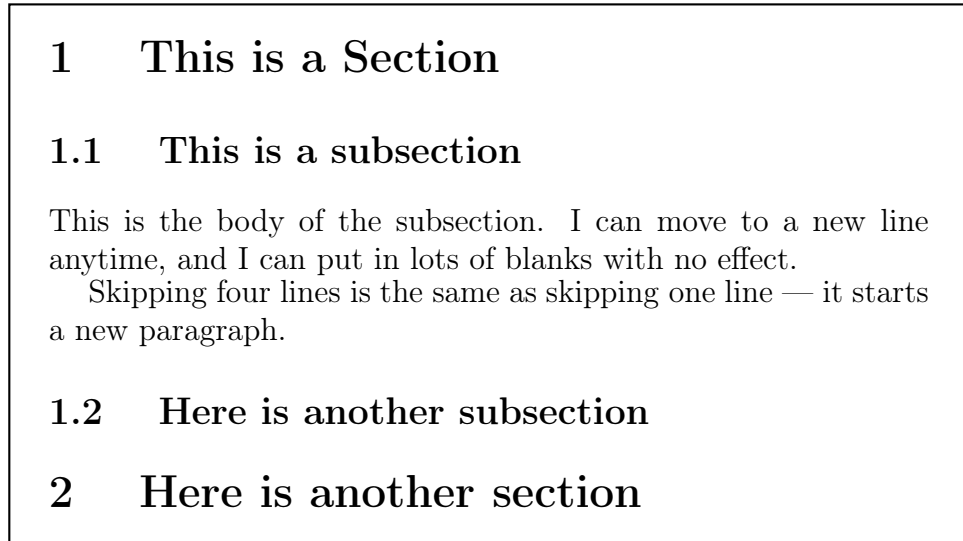 1 This is a Section
1.1 This is a subsection
This is the body of the subsection. I can move to a new line
anytime, and I can put in lots of blanks with no effect.
Skipping four lines is the same as skipping one line — it starts
a new paragraph.
1.2 Here is another subsection
2 Here is another section